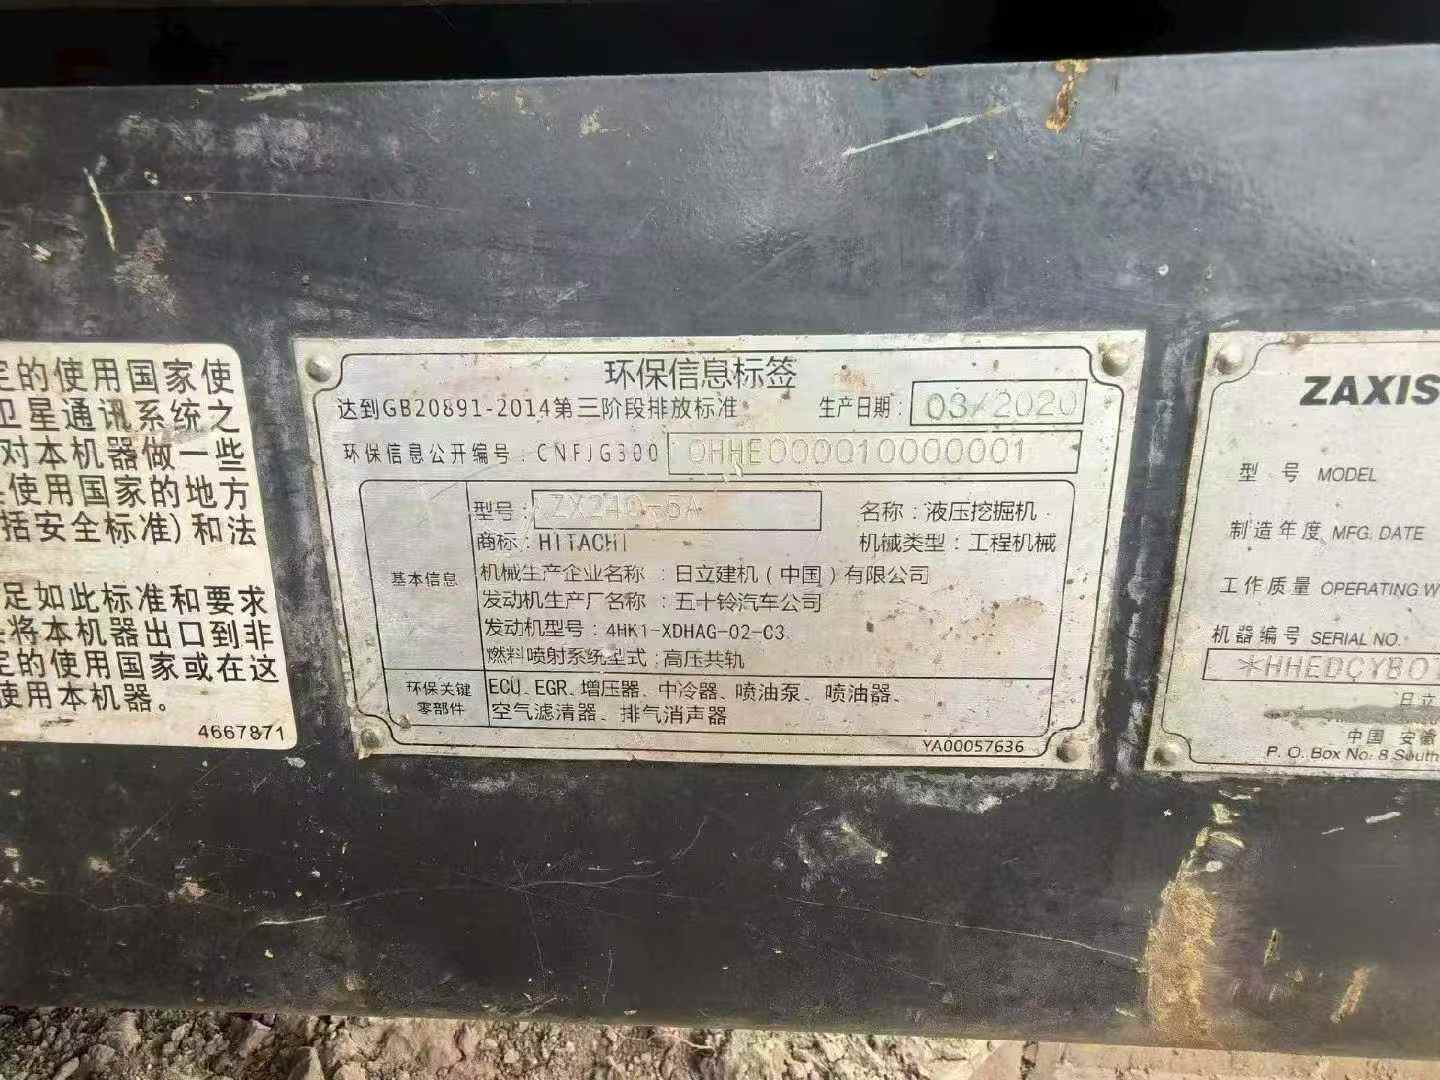 定的使用国家使
卫星通讯系统之
对本机器做一些
使用国家的地方
括安全标准)和法
足如此标准和要求
将本机器出口到非
定的使用国家或在这
使用本机器。
4667871
环保信息标签
达到GB20891-2014第三阶段排放标准 生产日期: 03/2020
环保信息公开编号: CNFJG300 0HHE000010000001
基本信息
型号: ZX240-5A 名称: 液压挖掘机
商标: HITACHI 机械类型: 工程机械
机械生产企业名称 : 日立建机(中国)有限公司
发动机生产厂名称 : 五十铃汽车公司
发动机型号: 4HK1-XDHAG-02-C3
燃料喷射系统型式: 高压共轨
环保关键零部件
ECU、EGR、增压器、中冷器、喷油泵、喷油器、
空气滤清器、排气消声器
YA00057636
ZAXIS
型号 MODEL
制造年度 MFG. DATE
工作质量 OPERATING W
机器编号 SERIAL NO.
*HHEDCYB0
日立
中国 安徽
P. O. Box No. 8 South